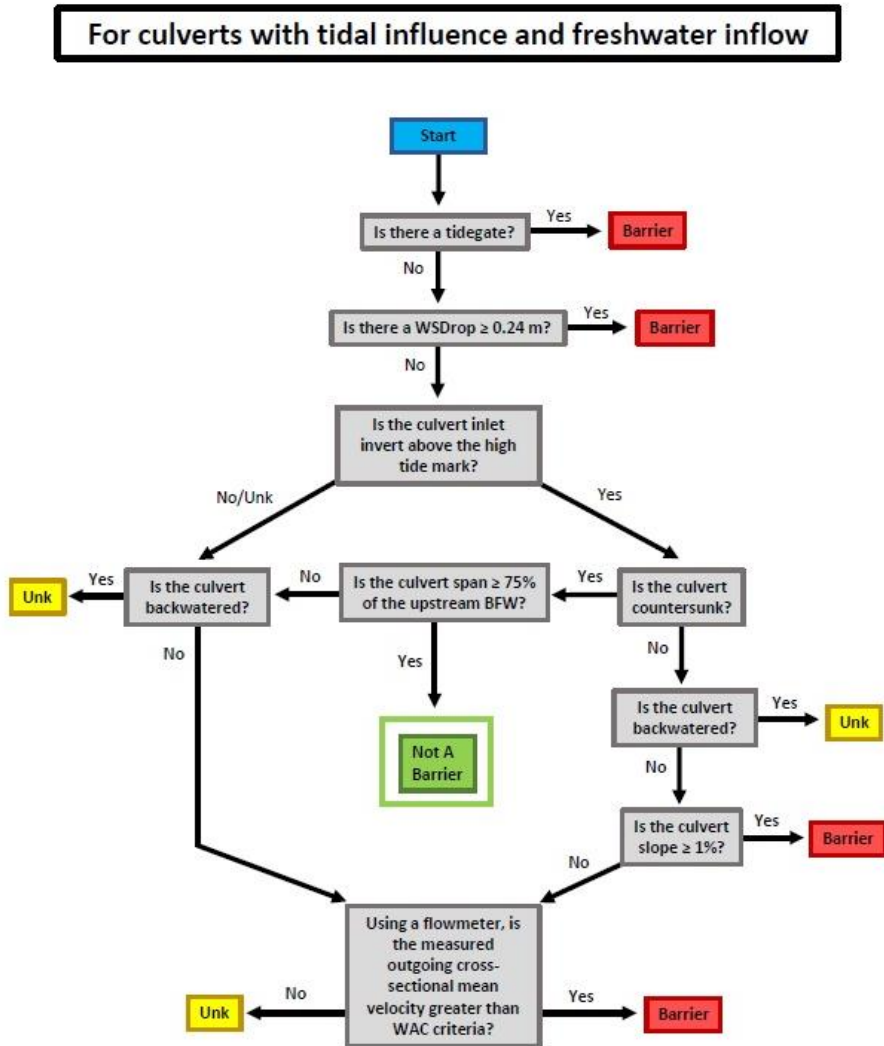 For culverts with tidal influence and freshwater inflow
Start
Is there a tidegate?
Yes
Barrier
No
Is there a WSDrop ≥ 0.24 m?
Yes
Barrier
No
Is the culvert inlet
invert above the high
tide mark?
No/Unk
Yes
Unk
Yes
Is the culvert
backwatered?
No
Is the culvert span ≥ 75%
of the upstream BFW?
Yes
Is the culvert
countersunk?
No
Yes
No
Not A
Barrier
Is the culvert
backwatered?
Yes
Unk
No
Is the culvert
slope ≥ 1%?
Yes
Barrier
No
Using a flowmeter, is
the measured
outgoing cross-
sectional mean
velocity greater than
WAC criteria?
No
Unk
Yes
Barrier